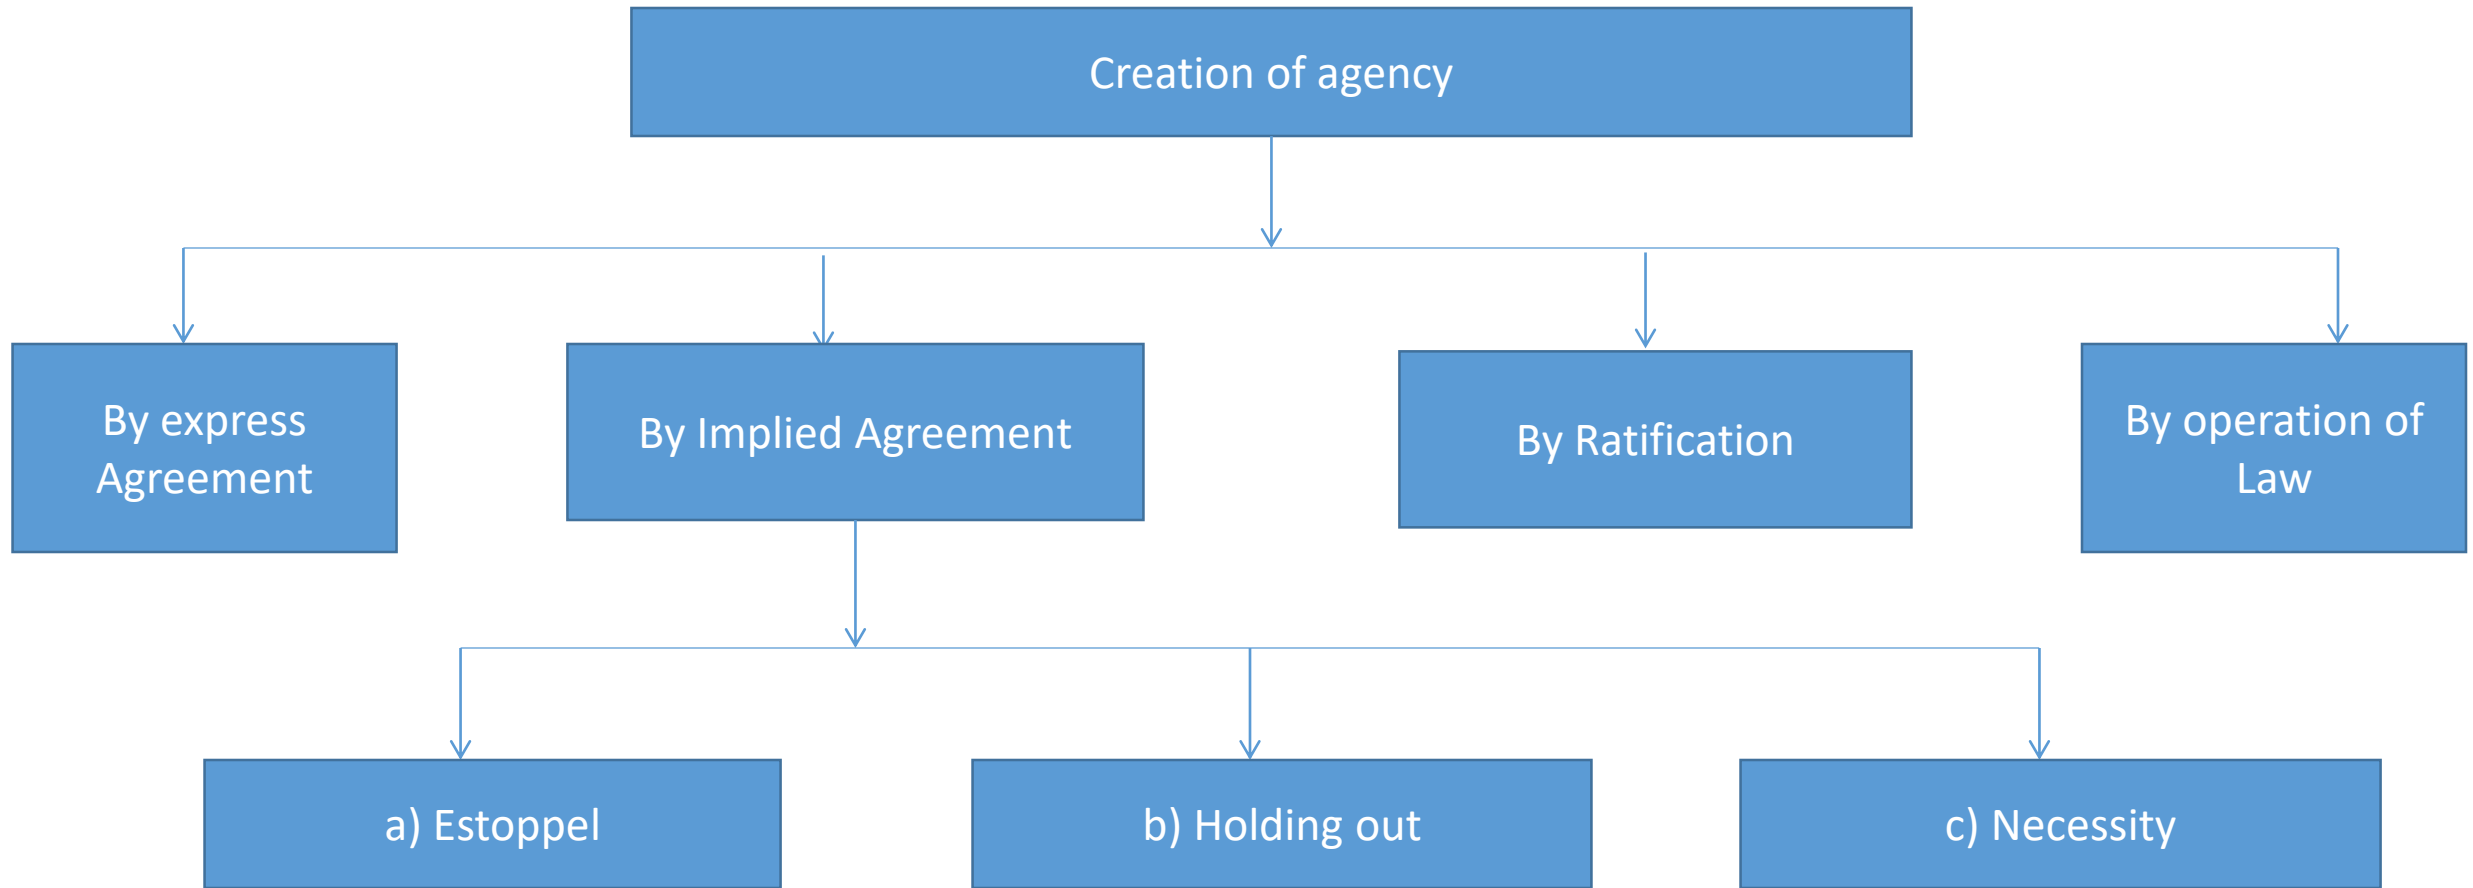 Creation of agency
By express
Agreement
By Implied Agreement
By Ratification
By operation of
Law
a) Estoppel
b) Holding out
c) Necessity